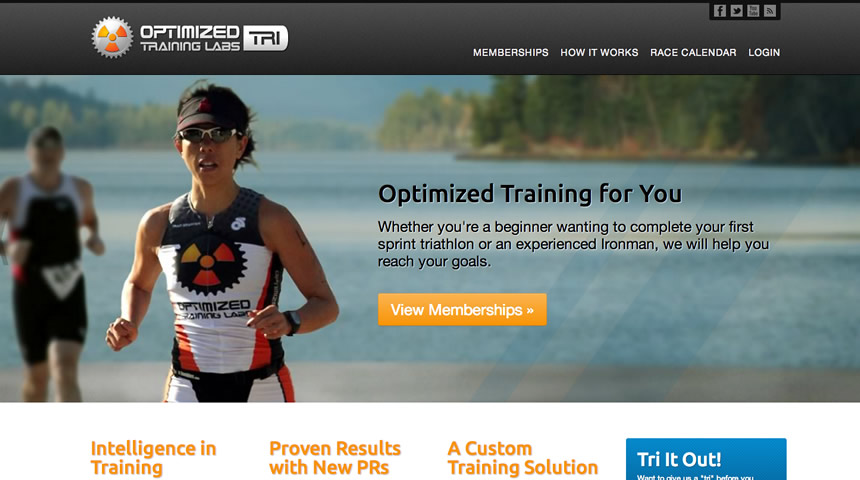 OPTIMIZED
TRAINING LABS TRI
MEMBERSHIPS HOW IT WORKS RACE CALENDAR LOGIN
Optimized Training for You
Whether you're a beginner wanting to complete your first
sprint triathlon or an experienced Ironman, we will help you
reach your goals.
View Memberships »
OPTIMIZED
TRAINING LABS
Intelligence in
Training
Proven Results
with New PRs
A Custom
Training Solution
Tri It Out!
Want to give us a "tri" before you